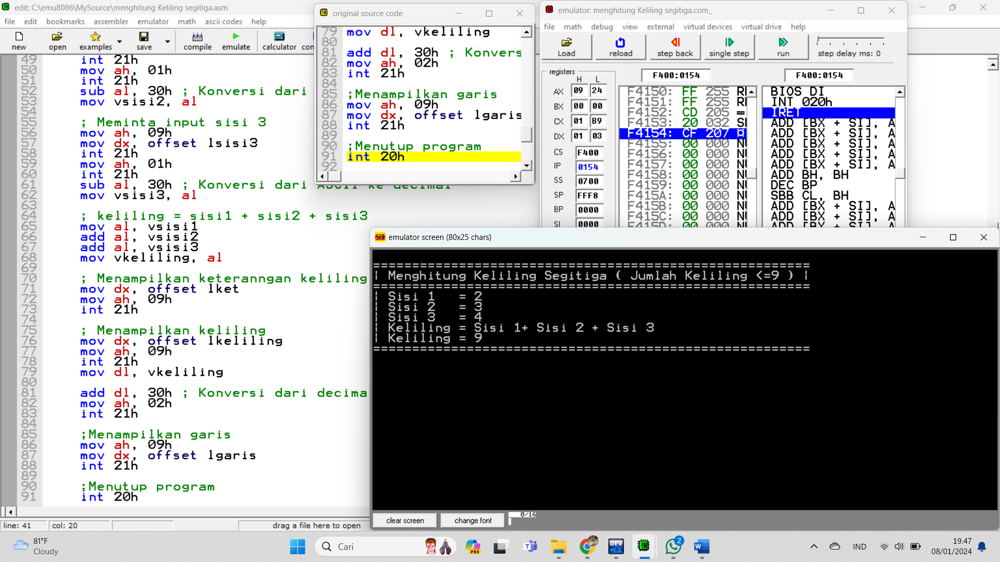 edit: C:\emu8086\MySource\menghitung Keliling segitiga.asm
file edit bookmarks assembler emulator math ascii codes help
new open examples save compile emulate calculator con
49 int 21h
50 mov ah, 01h
51 int 21h
52 sub al, 30h ; Konversi dari
53 mov vsisi2, al
54
55 ; Meminta input sisi 3
56 mov ah, 09h
57 mov dx, offset lsisi3
58 int 21h
59 mov ah, 01h
60 int 21h
61 sub al, 30h ; Konversi dari ASCII ke decimal
62 mov vsisi3, al
63
64 ; keliling = sisi1 + sisi2 + sisi3
65 mov al, vsisi1
66 add al, vsisi2
67 add al, vsisi3
68 mov vkeliling, al
69
70 ; Menampilkan keteranngan keliling
71 mov dx, offset lket
72 mov ah, 09h
73 int 21h
74
75 ; Menampilkan keliling
76 mov dx, offset lkeliling
77 mov ah, 09h
78 int 21h
79 mov dl, vkeliling
80
81 add dl, 30h ; Konversi dari decima
82 mov ah, 02h
83 int 21h
84
85 ;Menampilkan garis
86 mov ah, 09h
87 mov dx, offset lgaris
88 int 21h
89
90 ;Menutup program
91 int 20h
line: 41 col: 20 drag a file here to open
original source code
79 mov dl, vkeliling
80
81 add dl, 30h ; Konvers
82 mov ah, 02h
83 int 21h
84
85 ;Menampilkan garis
86 mov ah, 09h
87 mov dx, offset lgaris
88 int 21h
89
90 ;Menutup program
91 int 20h
92
emulator: menghitung Keliling segitiga.com_
file math debug view external virtual devices virtual drive help
Load reload step back single step run step delay ms: 0
registers F400:0154 F400:0154
H L
AX 09 24
BX 00 00
CX 01 B9
DX 01 03
CS F400
IP 0154
SS 0700
SP FFF8
BP 0000
SI 0000
F4150: FF 255
F4151: FF 255
F4152: CD 205 =
F4153: 20 032
F4154: CF 207 ¤
F4155: 00 000
F4156: 00 000
F4157: 00 000
F4158: 00 000
F4159: 00 000
F415A: 00 000
F415B: 00 000
F415C: 00 000
F415D: 00 000
BIOS DI
INT 020h
IRET
ADD [BX + SI], A
ADD [BX + SI], A
ADD [BX + SI], A
ADD [BX + SI], A
ADD [BX + SI], A
ADD BH, BH
DEC BP
SBB CL, BH
ADD [BX + SI], A
ADD [BX + SI], A
ADD [BX + SI], A
emulator screen (80x25 chars)
========================================================
| Menghitung Keliling Segitiga ( Jumlah Keliling <=9 ) |
========================================================
| Sisi 1 = 2
| Sisi 2 = 3
| Sisi 3 = 4
| Keliling = Sisi 1+ Sisi 2 + Sisi 3
| Keliling = 9
========================================================
clear screen change font 0/16
81°F
Cloudy
Cari
PRE
DEV C++
2
IND
19.47
08/01/2024